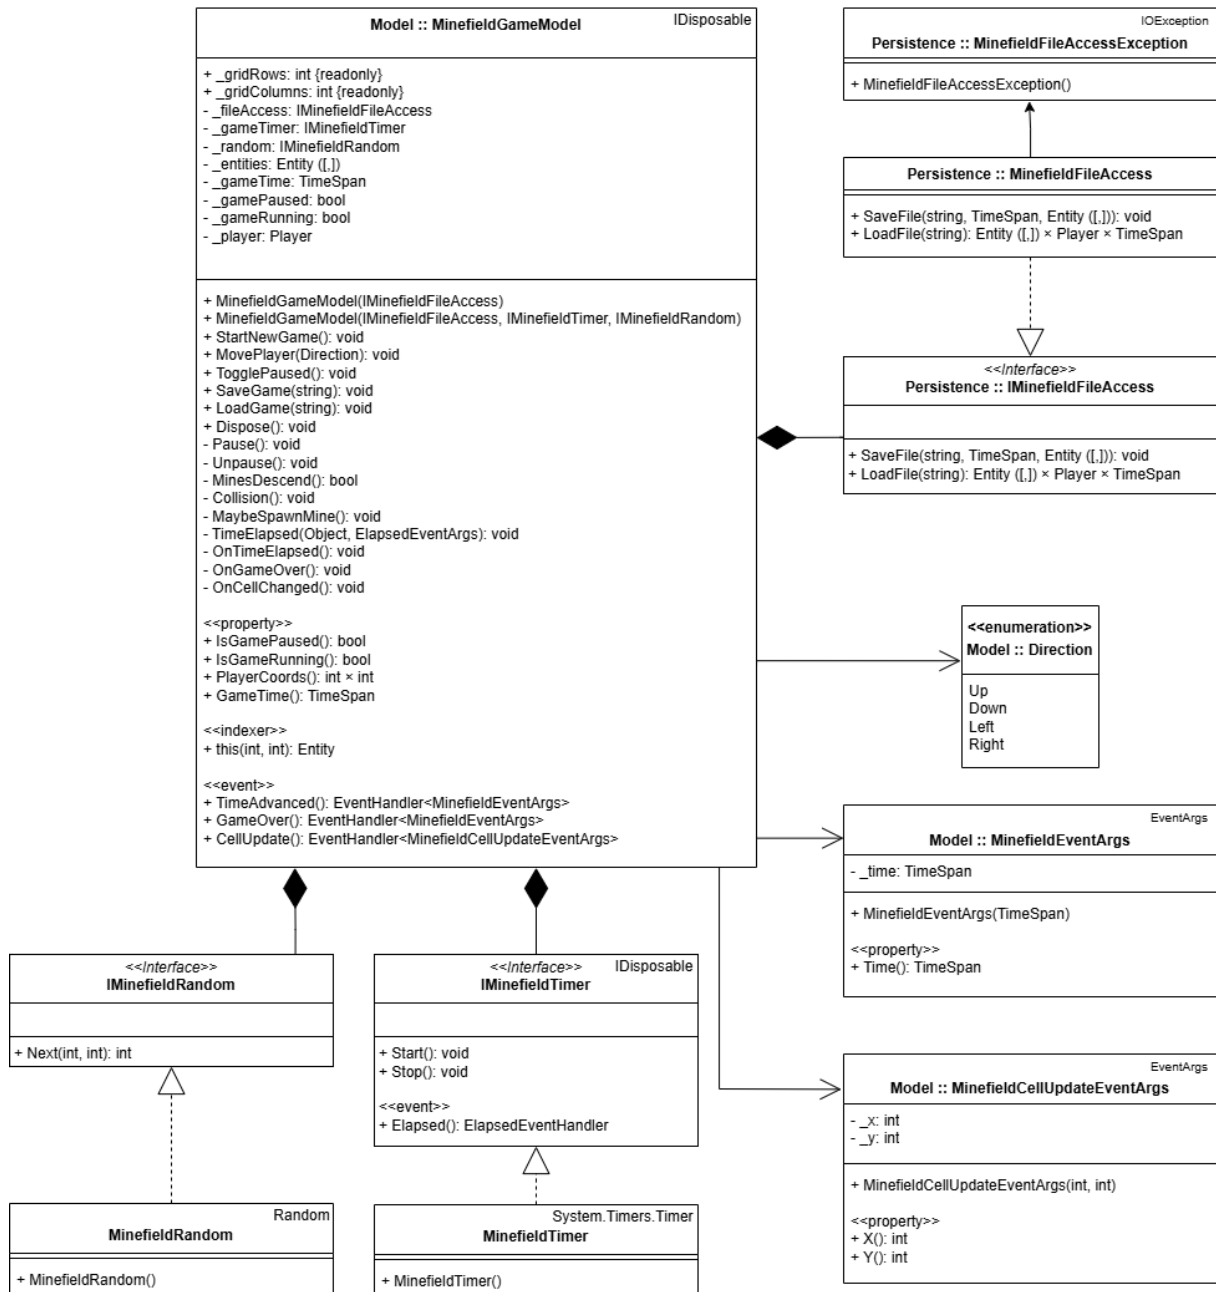 IDisposable
Model :: MinefieldGameModel
+ _gridRows: int {readonly}
+ _gridColumns: int {readonly}
- _fileAccess: IMinefieldFileAccess
- _gameTimer: IMinefieldTimer
- _random: IMinefieldRandom
- _entities: Entity ([,])
- _gameTime: TimeSpan
- _gamePaused: bool
- _gameRunning: bool
- _player: Player
+ MinefieldGameModel(IMinefieldFileAccess)
+ MinefieldGameModel(IMinefieldFileAccess, IMinefieldTimer, IMinefieldRandom)
+ StartNewGame(): void
+ MovePlayer(Direction): void
+ TogglePaused(): void
+ SaveGame(string): void
+ LoadGame(string): void
+ Dispose(): void
- Pause(): void
- Unpause(): void
- MinesDescend(): bool
- Collision(): void
- MaybeSpawnMine(): void
- TimeElapsed(Object, ElapsedEventArgs): void
- OnTimeElapsed(): void
- OnGameOver(): void
- OnCellChanged(): void
<<property>>
+ IsGamePaused(): bool
+ IsGameRunning(): bool
+ PlayerCoords(): int × int
+ GameTime(): TimeSpan
<<indexer>>
+ this(int, int): Entity
<<event>>
+ TimeAdvanced(): EventHandler<MinefieldEventArgs>
+ GameOver(): EventHandler<MinefieldEventArgs>
+ CellUpdate(): EventHandler<MinefieldCellUpdateEventArgs>
IOException
Persistence :: MinefieldFileAccessException
+ MinefieldFileAccessException()
Persistence :: MinefieldFileAccess
+ SaveFile(string, TimeSpan, Entity ([,])): void
+ LoadFile(string): Entity ([,]) × Player × TimeSpan
<<Interface>>
Persistence :: IMinefieldFileAccess
+ SaveFile(string, TimeSpan, Entity ([,])): void
+ LoadFile(string): Entity ([,]) × Player × TimeSpan
<<enumeration>>
Model :: Direction
Up
Down
Left
Right
EventArgs
Model :: MinefieldEventArgs
- _time: TimeSpan
+ MinefieldEventArgs(TimeSpan)
<<property>>
+ Time(): TimeSpan
EventArgs
Model :: MinefieldCellUpdateEventArgs
- _x: int
- _y: int
+ MinefieldCellUpdateEventArgs(int, int)
<<property>>
+ X(): int
+ Y(): int
<<Interface>>
IMinefieldRandom
+ Next(int, int): int
Random
MinefieldRandom
+ MinefieldRandom()
<<Interface>>
IDisposable
IMinefieldTimer
+ Start(): void
+ Stop(): void
<<event>>
+ Elapsed(): ElapsedEventHandler
System.Timers.Timer
MinefieldTimer
+ MinefieldTimer()